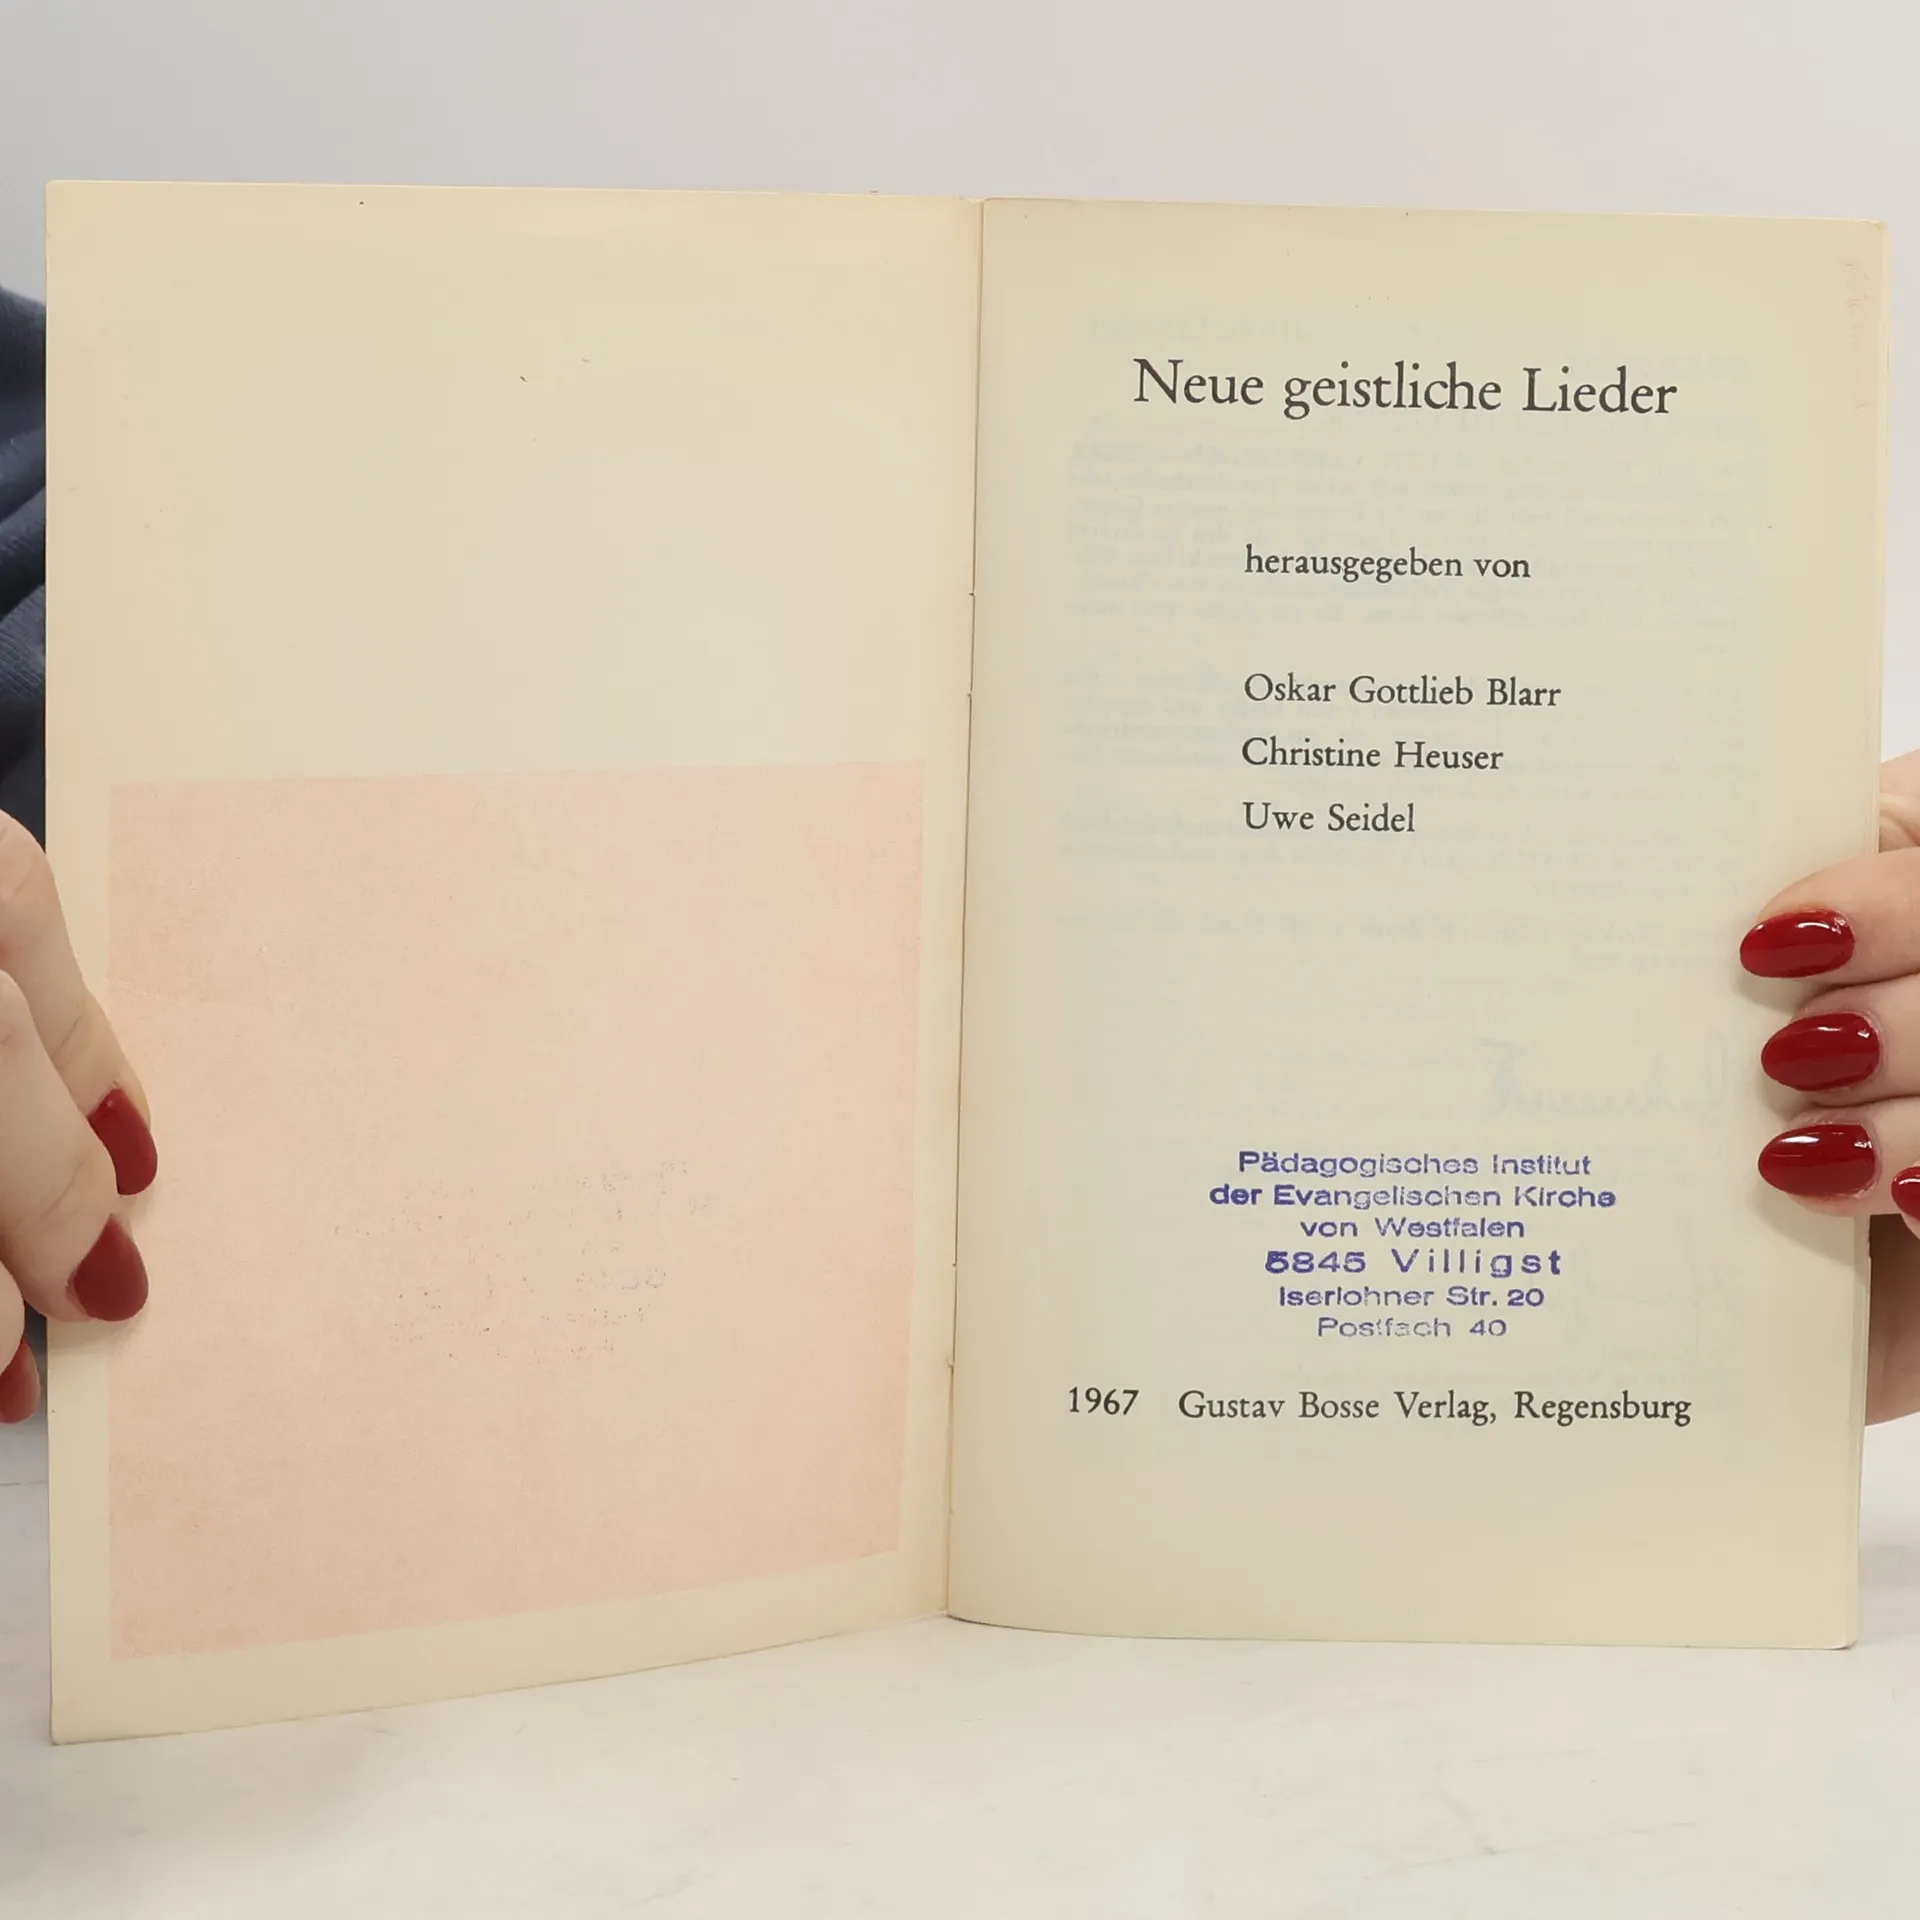 Neue geistliche Lieder
herausgegeben von
Oskar Gottlieb Blarr
Christine Heuser
Uwe Seidel
Pädagogisches Institut
der Evangelischen Kirche
von Westfalen
5845 Villigst
Iserlohner Str. 20
Postfach 40
1967 Gustav Bosse Verlag, Regensburg